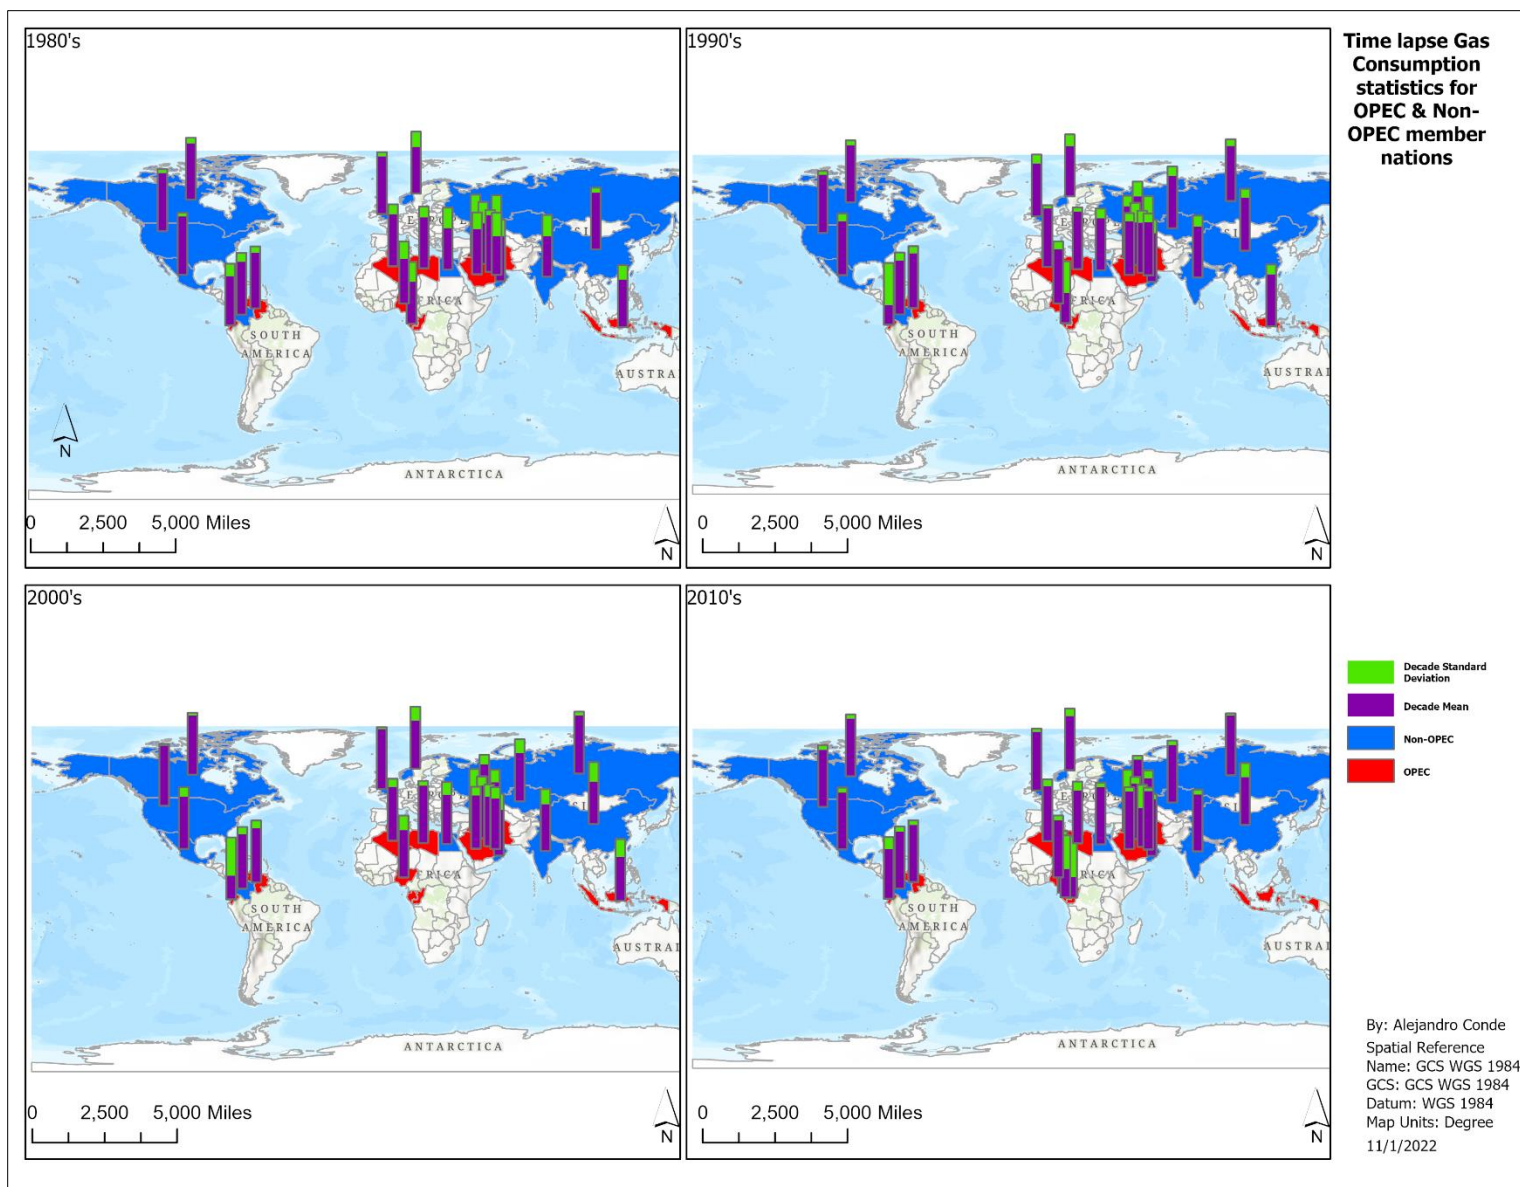 1980's
EUROPE
AFRICA
SOUTH
AMERICA
AUSTRAL
ANTARCTICA
N
0 2,500 5,000 Miles
N
1990's
AFRICA
SOUTH
AMERICA
AUSTRAL
ANTARCTICA
0 2,500 5,000 Miles
N
Time lapse Gas
Consumption
statistics for
OPEC & Non-
OPEC member
nations
2000's
SOUTH
AMERICA
AUSTRAL
ANTARCTICA
0 2,500 5,000 Miles
N
2010's
SOUTH
AMERICA
AUSTRAL
ANTARCTICA
0 2,500 5,000 Miles
N
Decade Standard
Deviation
Decade Mean
Non-OPEC
OPEC
By: Alejandro Conde
Spatial Reference
Name: GCS WGS 1984
GCS: GCS WGS 1984
Datum: WGS 1984
Map Units: Degree
11/1/2022